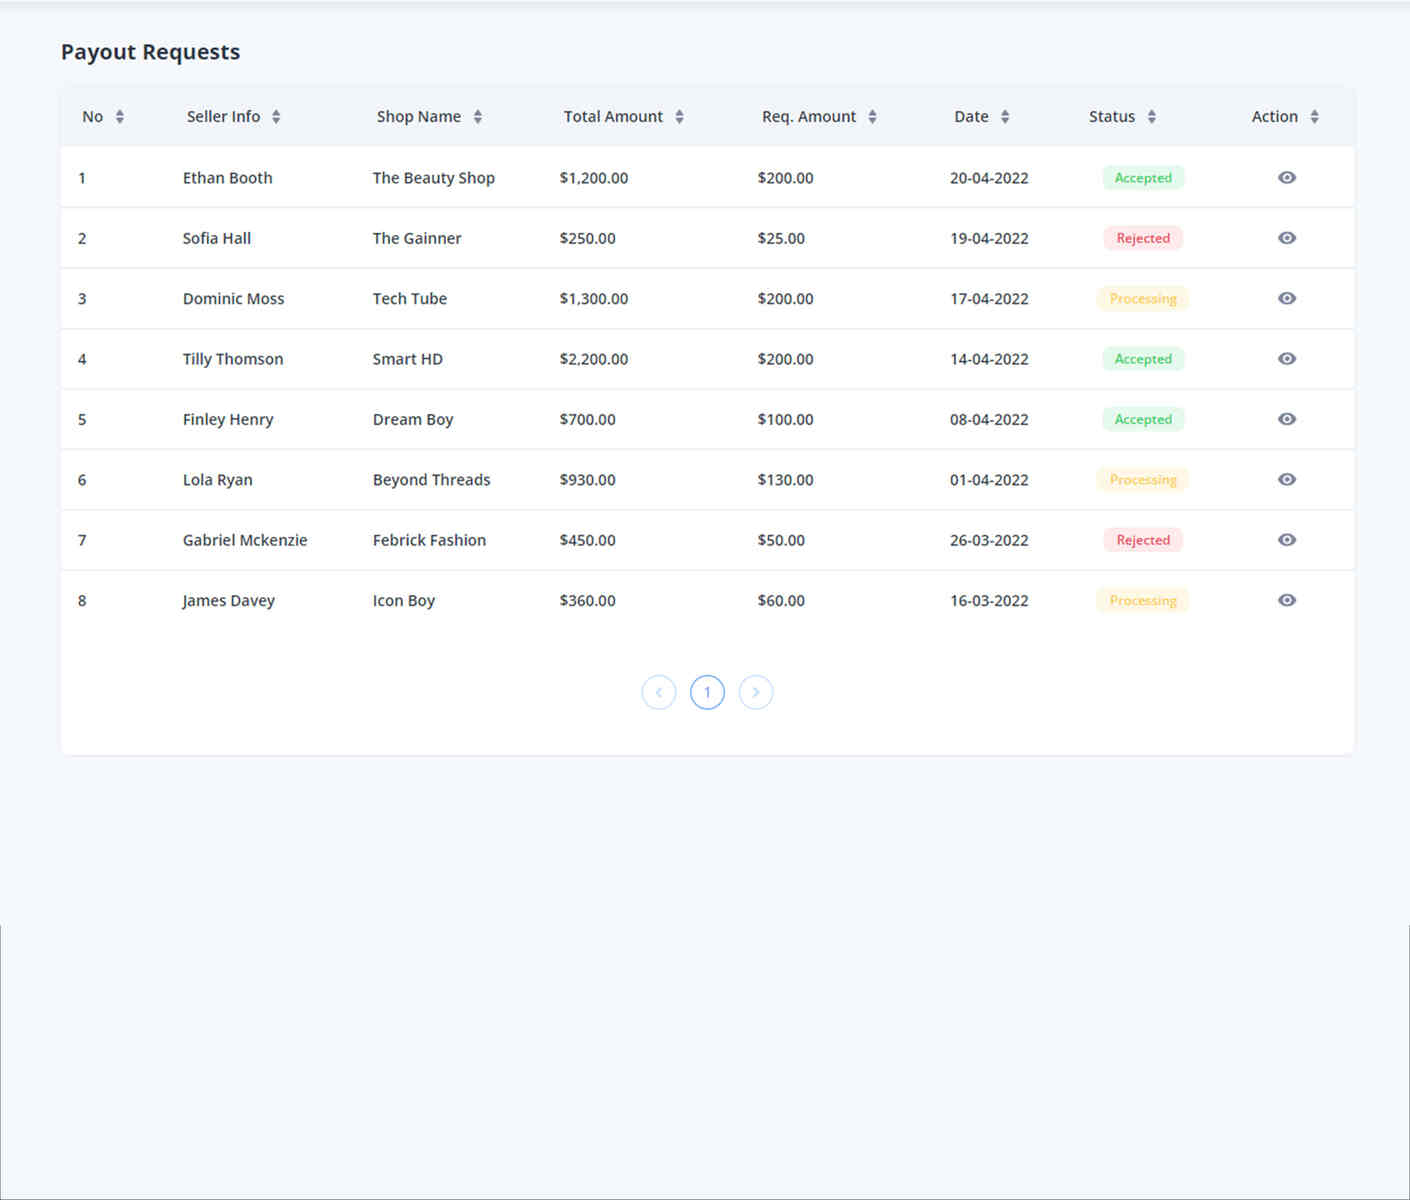 Payout Requests
No Seller Info Shop Name Total Amount Req. Amount Date Status Action
1 Ethan Booth The Beauty Shop $1,200.00 $200.00 20-04-2022 Accepted
2 Sofia Hall The Gainner $250.00 $25.00 19-04-2022 Rejected
3 Dominic Moss Tech Tube $1,300.00 $200.00 17-04-2022 Processing
4 Tilly Thomson Smart HD $2,200.00 $200.00 14-04-2022 Accepted
5 Finley Henry Dream Boy $700.00 $100.00 08-04-2022 Accepted
6 Lola Ryan Beyond Threads $930.00 $130.00 01-04-2022 Processing
7 Gabriel Mckenzie Febrick Fashion $450.00 $50.00 26-03-2022 Rejected
8 James Davey Icon Boy $360.00 $60.00 16-03-2022 Processing
1